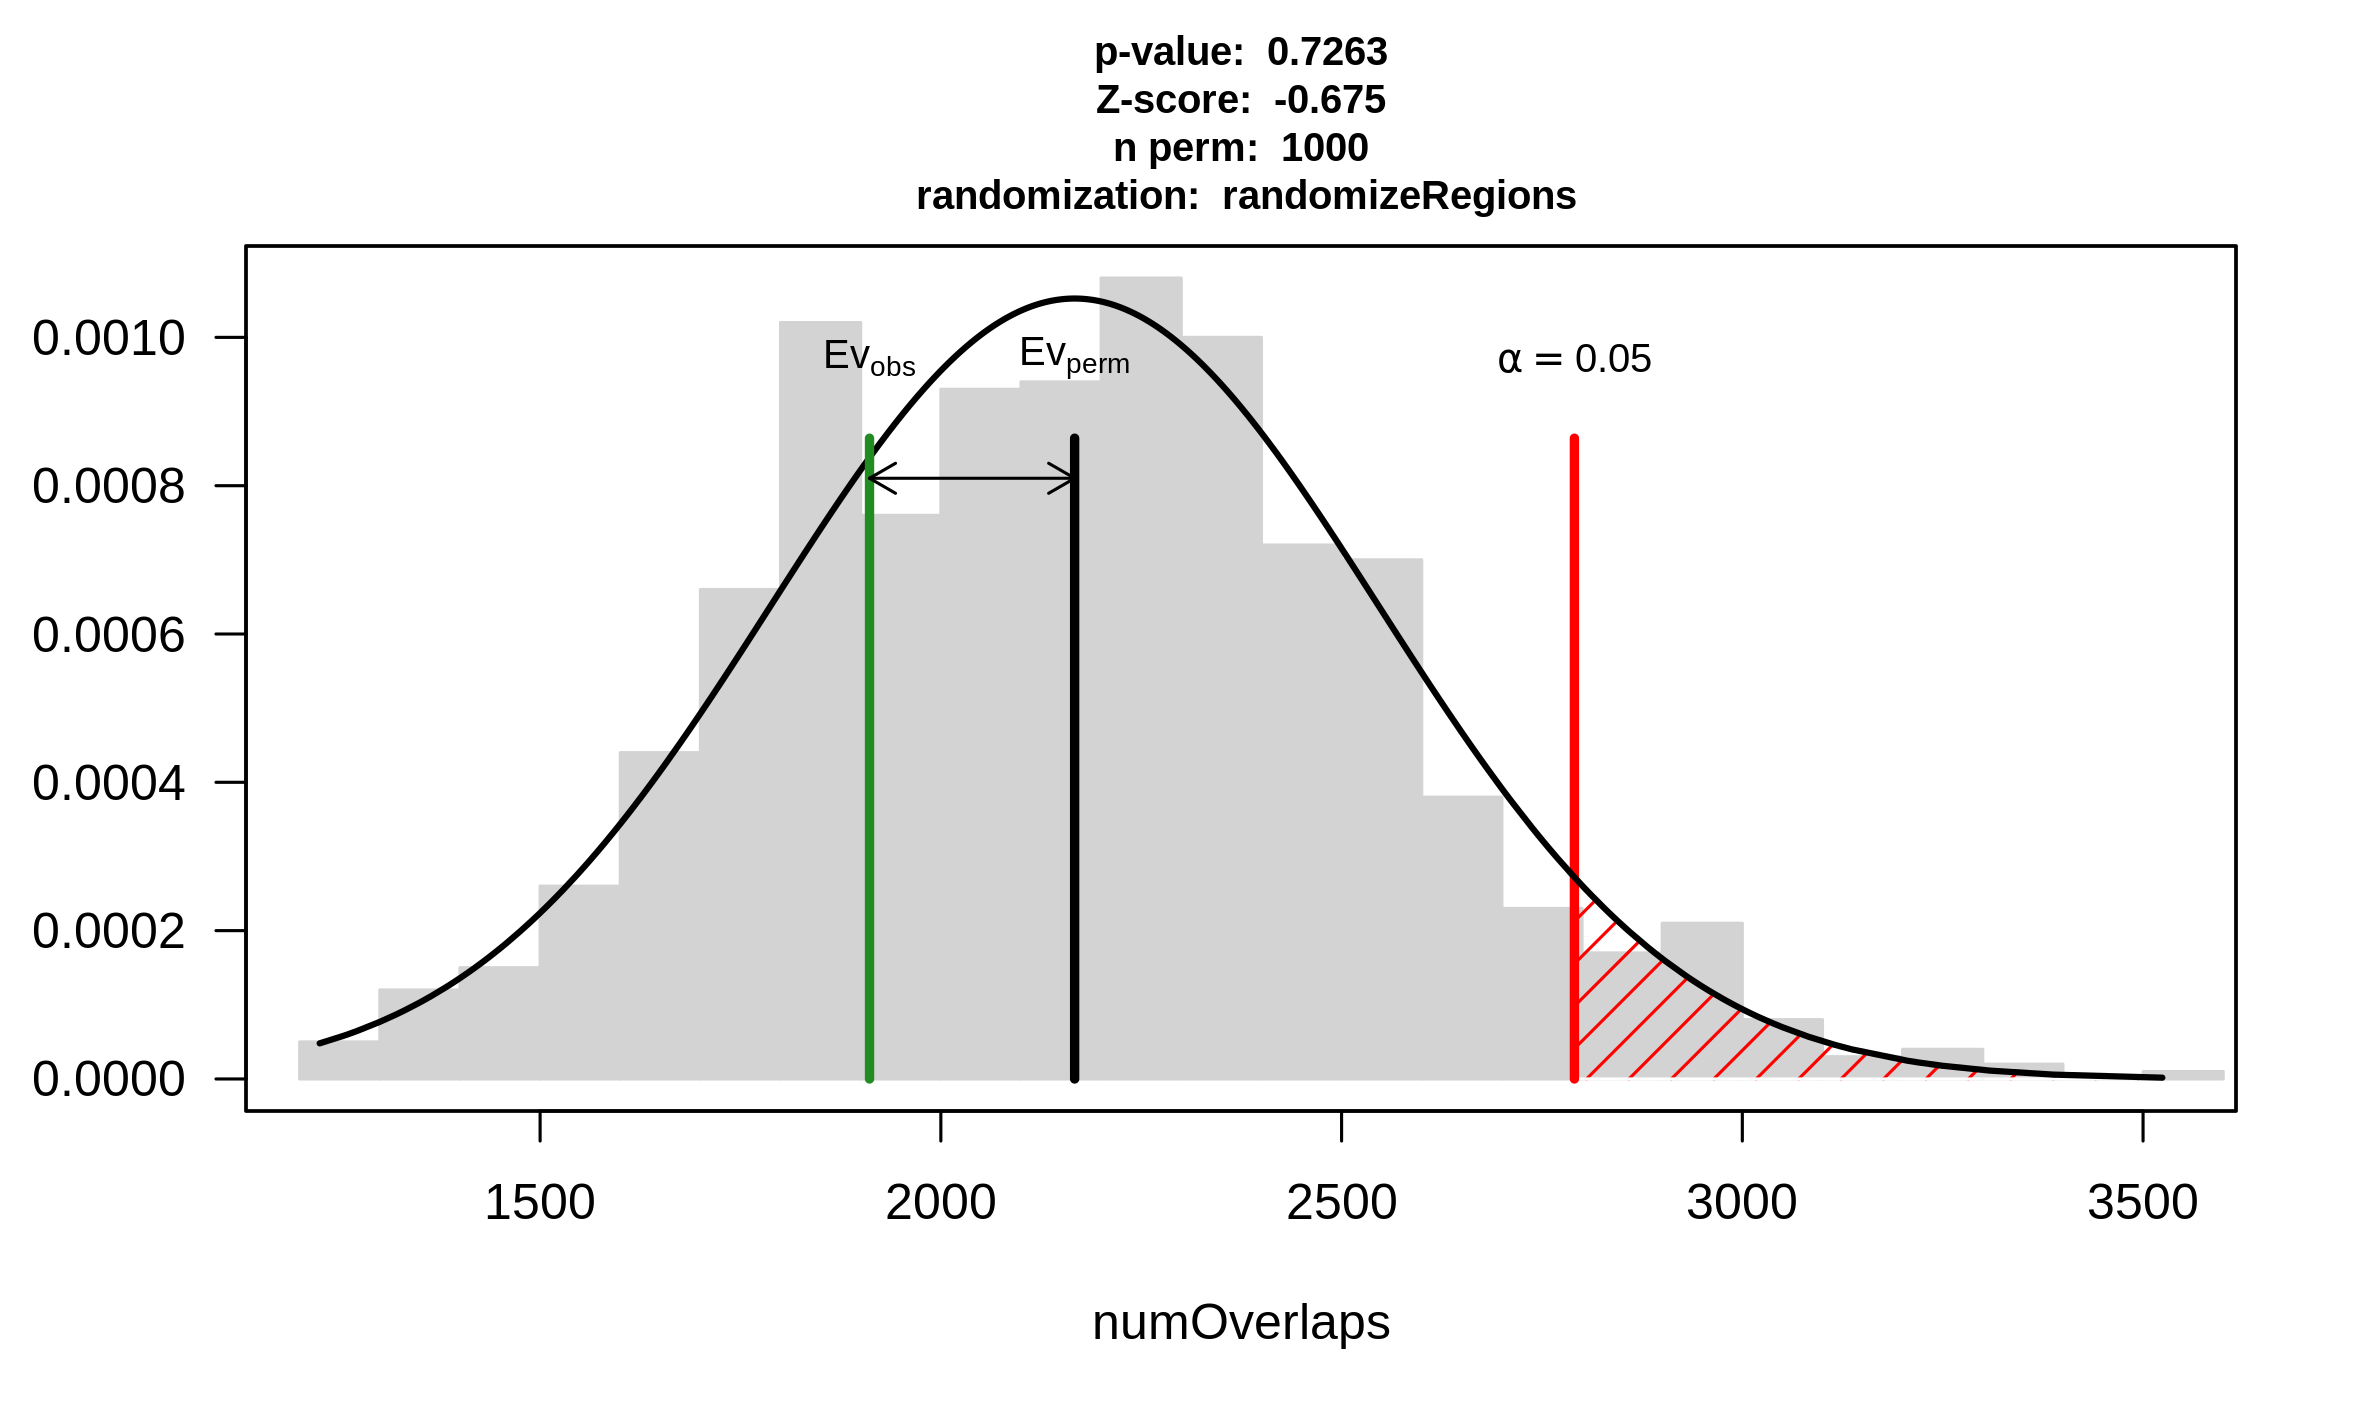 p-value: 0.7263
Z-score: -0.675
n perm: 1000
randomization: randomizeRegions
Evobs Evperm α = 0.05
0.0010
0.0008
0.0006
0.0004
0.0002
0.0000
1500 2000 2500 3000 3500
numOverlaps